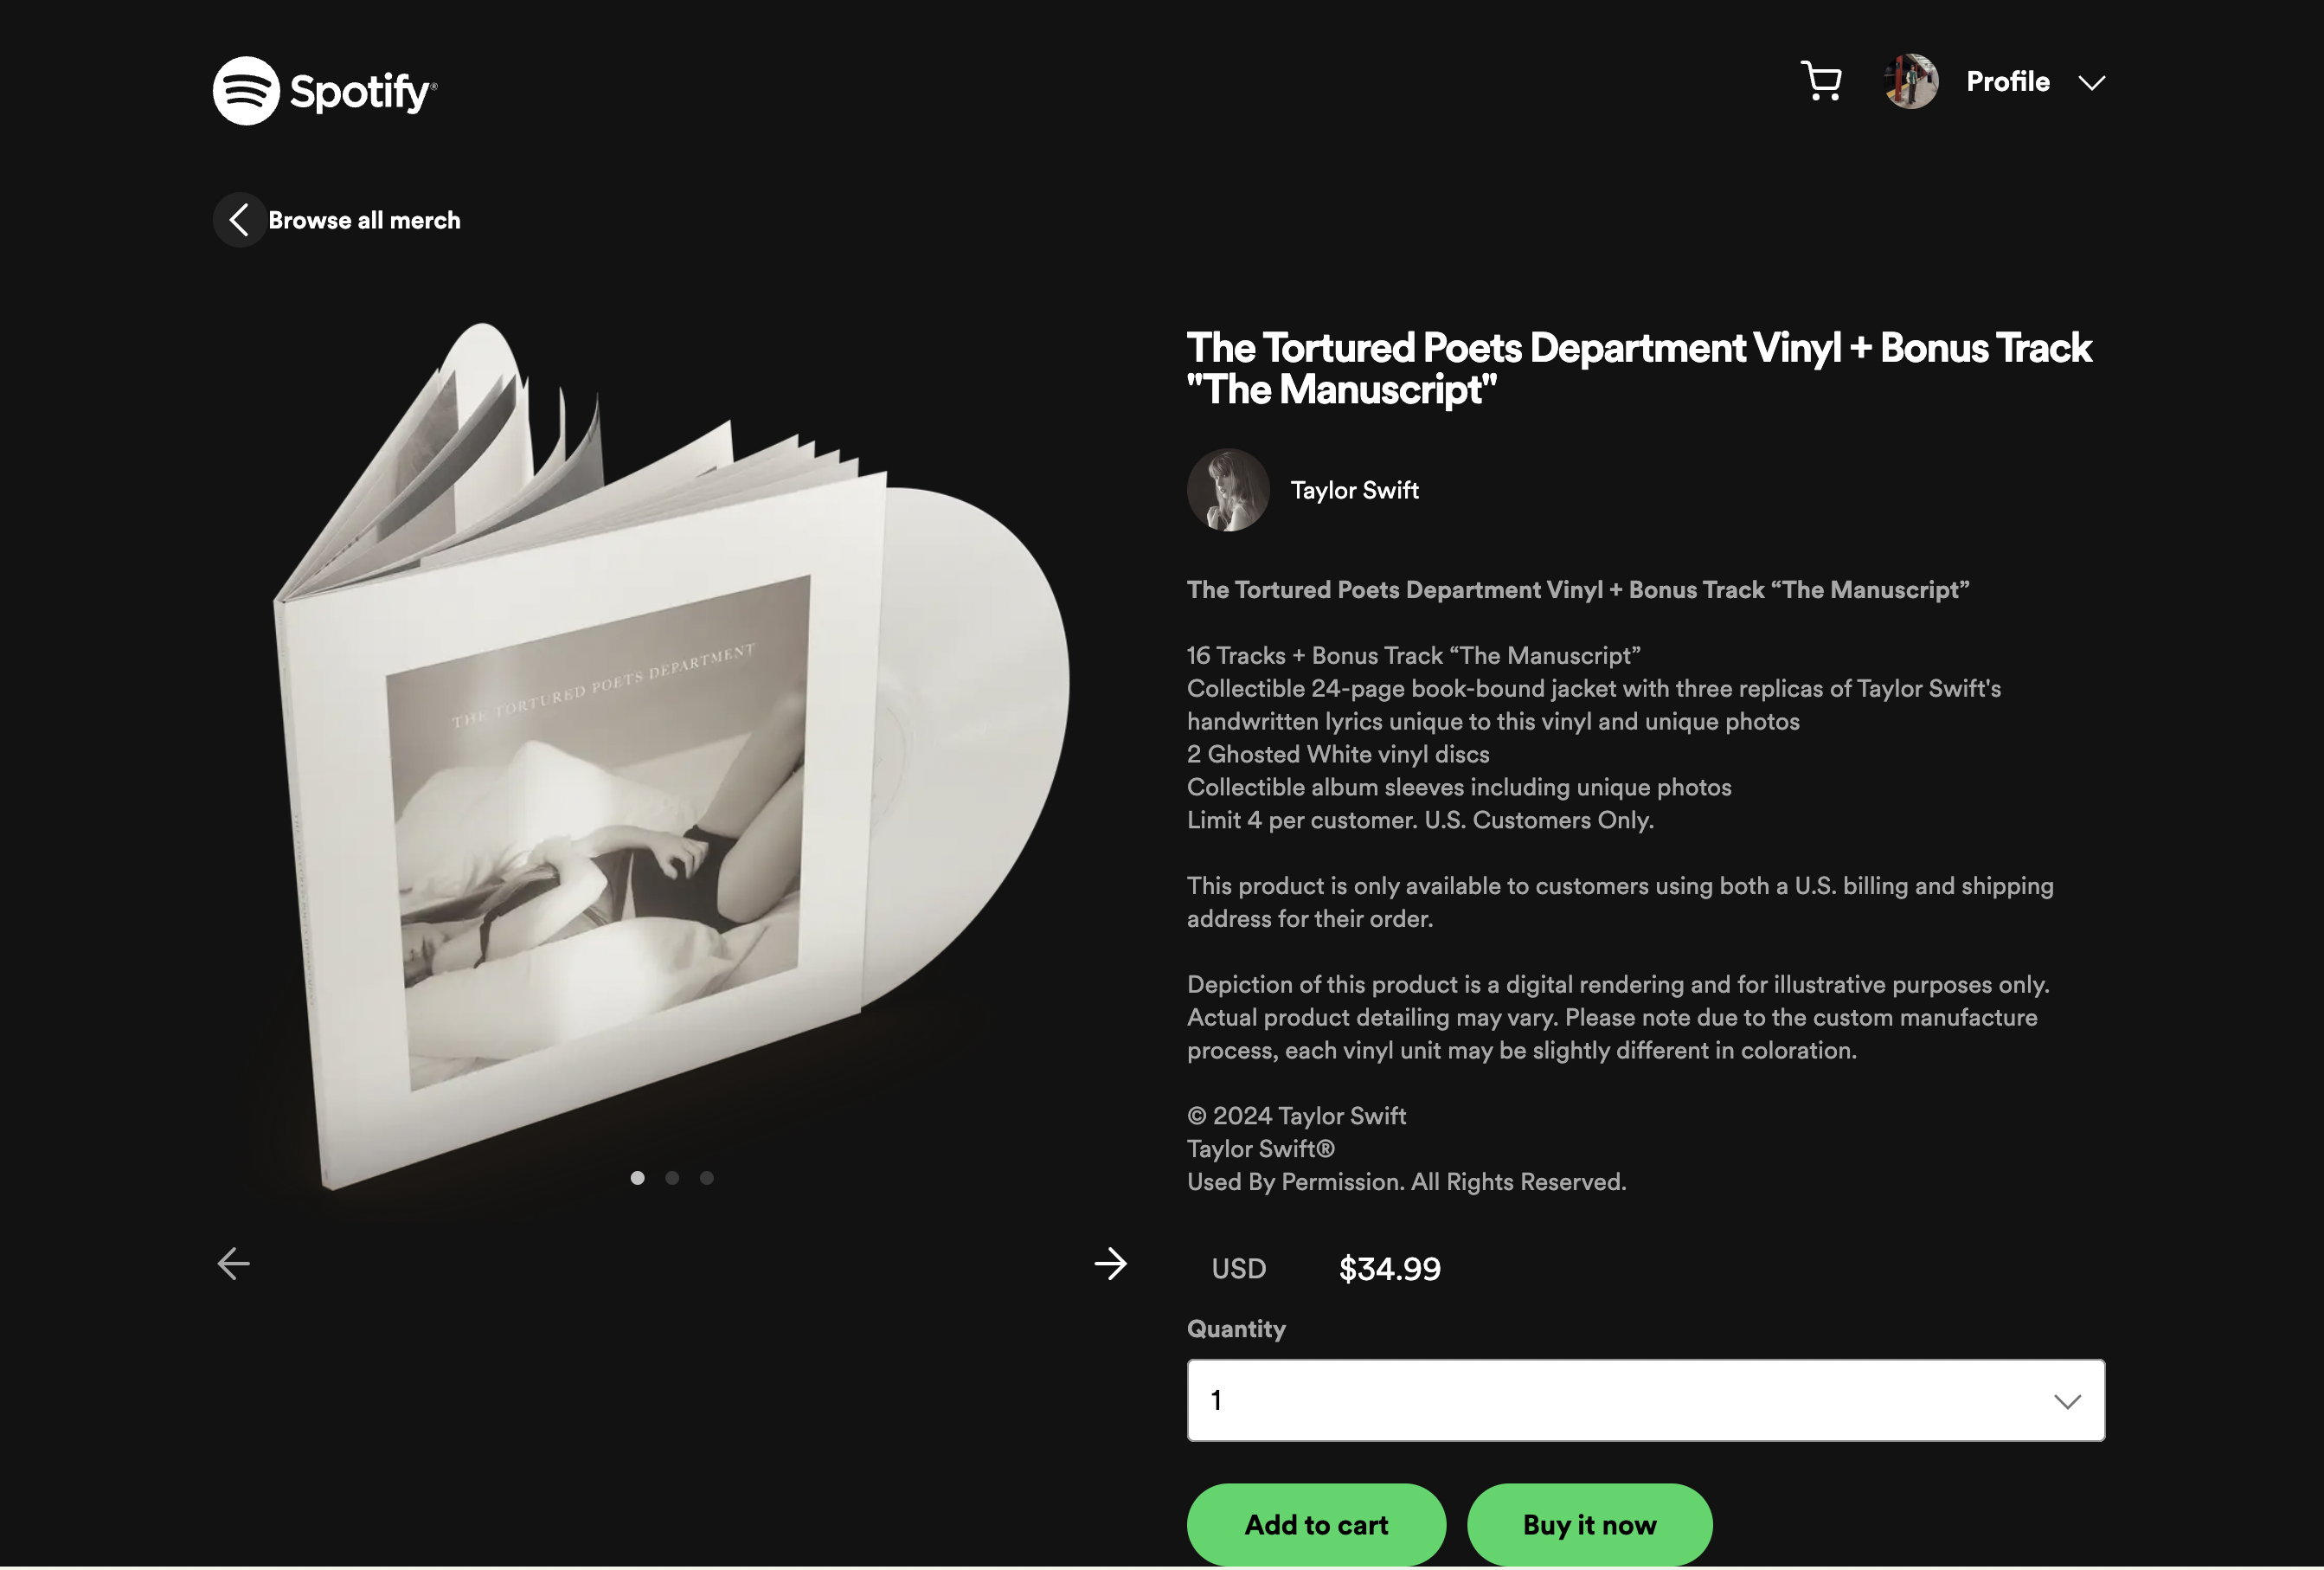 Spotify®
Profile
Browse all merch
The Tortured Poets Department Vinyl + Bonus Track
"The Manuscript"
Taylor Swift
The Tortured Poets Department Vinyl + Bonus Track “The Manuscript”
16 Tracks + Bonus Track “The Manuscript”
Collectible 24-page book-bound jacket with three replicas of Taylor Swift's
handwritten lyrics unique to this vinyl and unique photos
2 Ghosted White vinyl discs
Collectible album sleeves including unique photos
Limit 4 per customer. U.S. Customers Only.
This product is only available to customers using both a U.S. billing and shipping
address for their order.
Depiction of this product is a digital rendering and for illustrative purposes only.
Actual product detailing may vary. Please note due to the custom manufacture
process, each vinyl unit may be slightly different in coloration.
© 2024 Taylor Swift
Taylor Swift®
Used By Permission. All Rights Reserved.
USD $34.99
Quantity
1
Add to cart Buy it now
THE TORTURED POETS DEPARTMENT